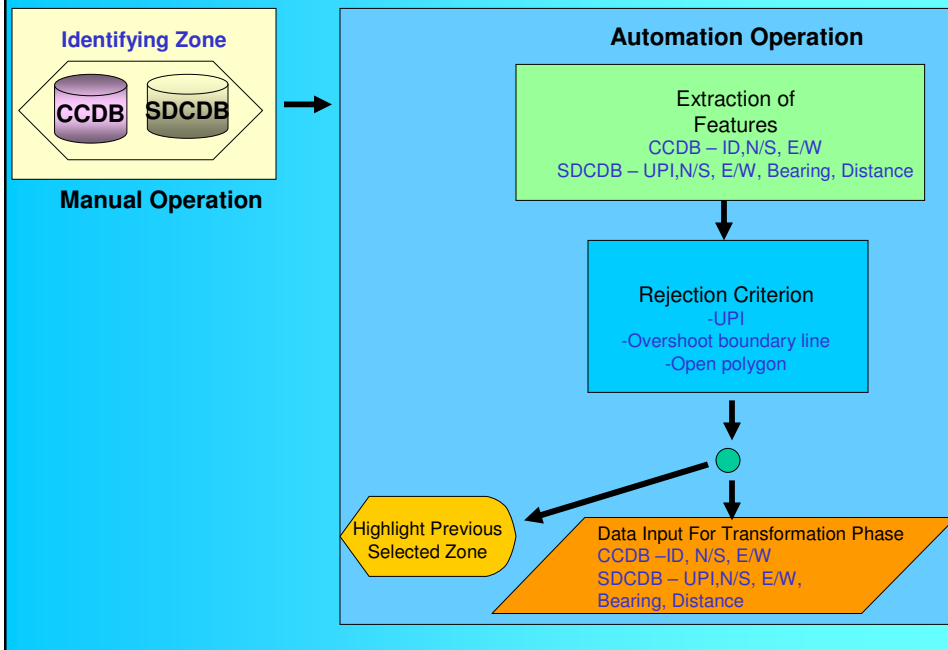 Identifying Zone
CCDB
SDCDB
Manual Operation
Automation Operation
Extraction of
Features
CCDB – ID,N/S, E/W
SDCDB – UPI,N/S, E/W, Bearing, Distance
Rejection Criterion
-UPI
-Overshoot boundary line
-Open polygon
Highlight Previous
Selected Zone
Data Input For Transformation Phase
CCDB –ID, N/S, E/W
SDCDB – UPI,N/S, E/W,
Bearing, Distance